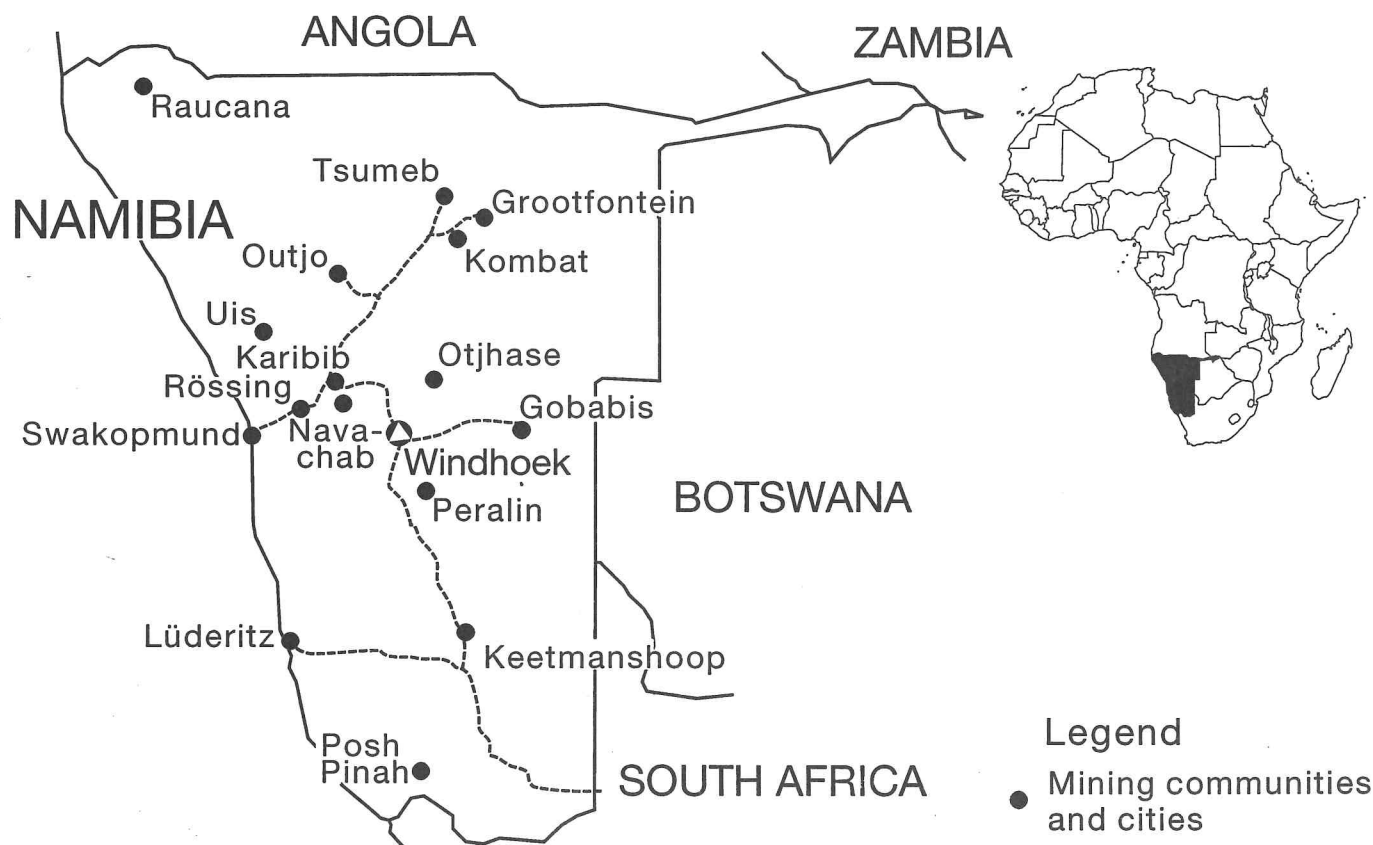 ANGOLA
ZAMBIA
Raucana
Tsumeb
Grootfontein
NAMIBIA
Outjo
Kombat
Uis
Karibib
Otjhase
Rössing
Gobabis
Swakopmund
Nava-
chab
Windhoek
Peralin
BOTSWANA
Lüderitz
Keetmanshoop
Posh
Pinah
SOUTH AFRICA
Legend
Mining communities
and cities